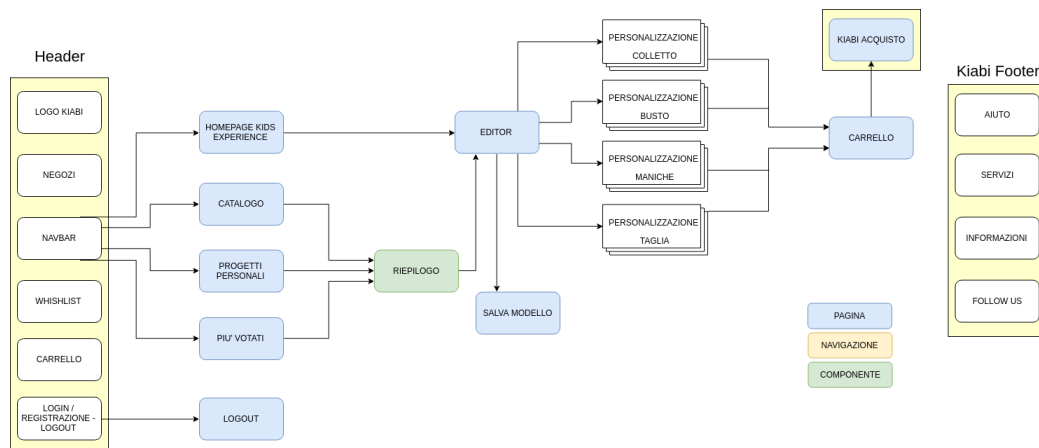 Header
LOGO KIABI
NEGOZI
NAVBAR
WHISHLIST
CARRELLO
LOGIN /
REGISTRAZIONE -
LOGOUT
HOMEPAGE KIDS
EXPERIENCE
CATALOGO
PROGETTI
PERSONALI
PIU' VOTATI
LOGOUT
RIEPILOGO
EDITOR
SALVA MODELLO
PERSONALIZZAZIONE
COLLETTO
PERSONALIZZAZIONE
BUSTO
PERSONALIZZAZIONE
MANICHE
PERSONALIZZAZIONE
TAGLIA
KIABI ACQUISTO
CARRELLO
PAGINA
NAVIGAZIONE
COMPONENTE
Kiabi Footer
AIUTO
SERVIZI
INFORMAZIONI
FOLLOW US